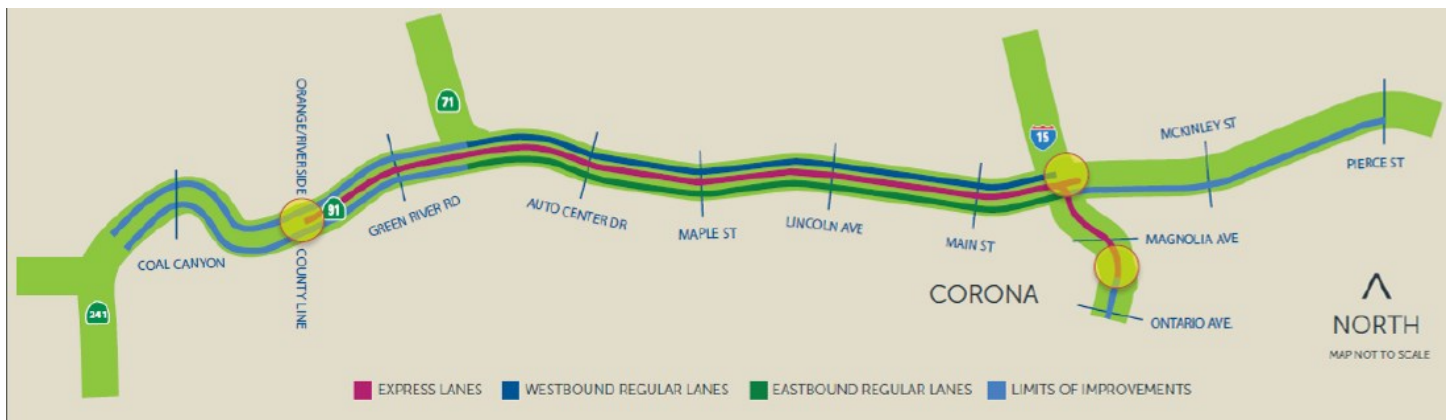 ORANGE/RIVERSIDE
COUNTY LINE
71
15
MCKINLEY ST
PIERCE ST
91
GREEN RIVER RD
AUTO CENTER DR
MAPLE ST
LINCOLN AVE
MAIN ST
MAGNOLIA AVE
COAL CANYON
241
CORONA
ONTARIO AVE.
NORTH
MAP NOT TO SCALE
EXPRESS LANES
WESTBOUND REGULAR LANES
EASTBOUND REGULAR LANES
LIMITS OF IMPROVEMENTS